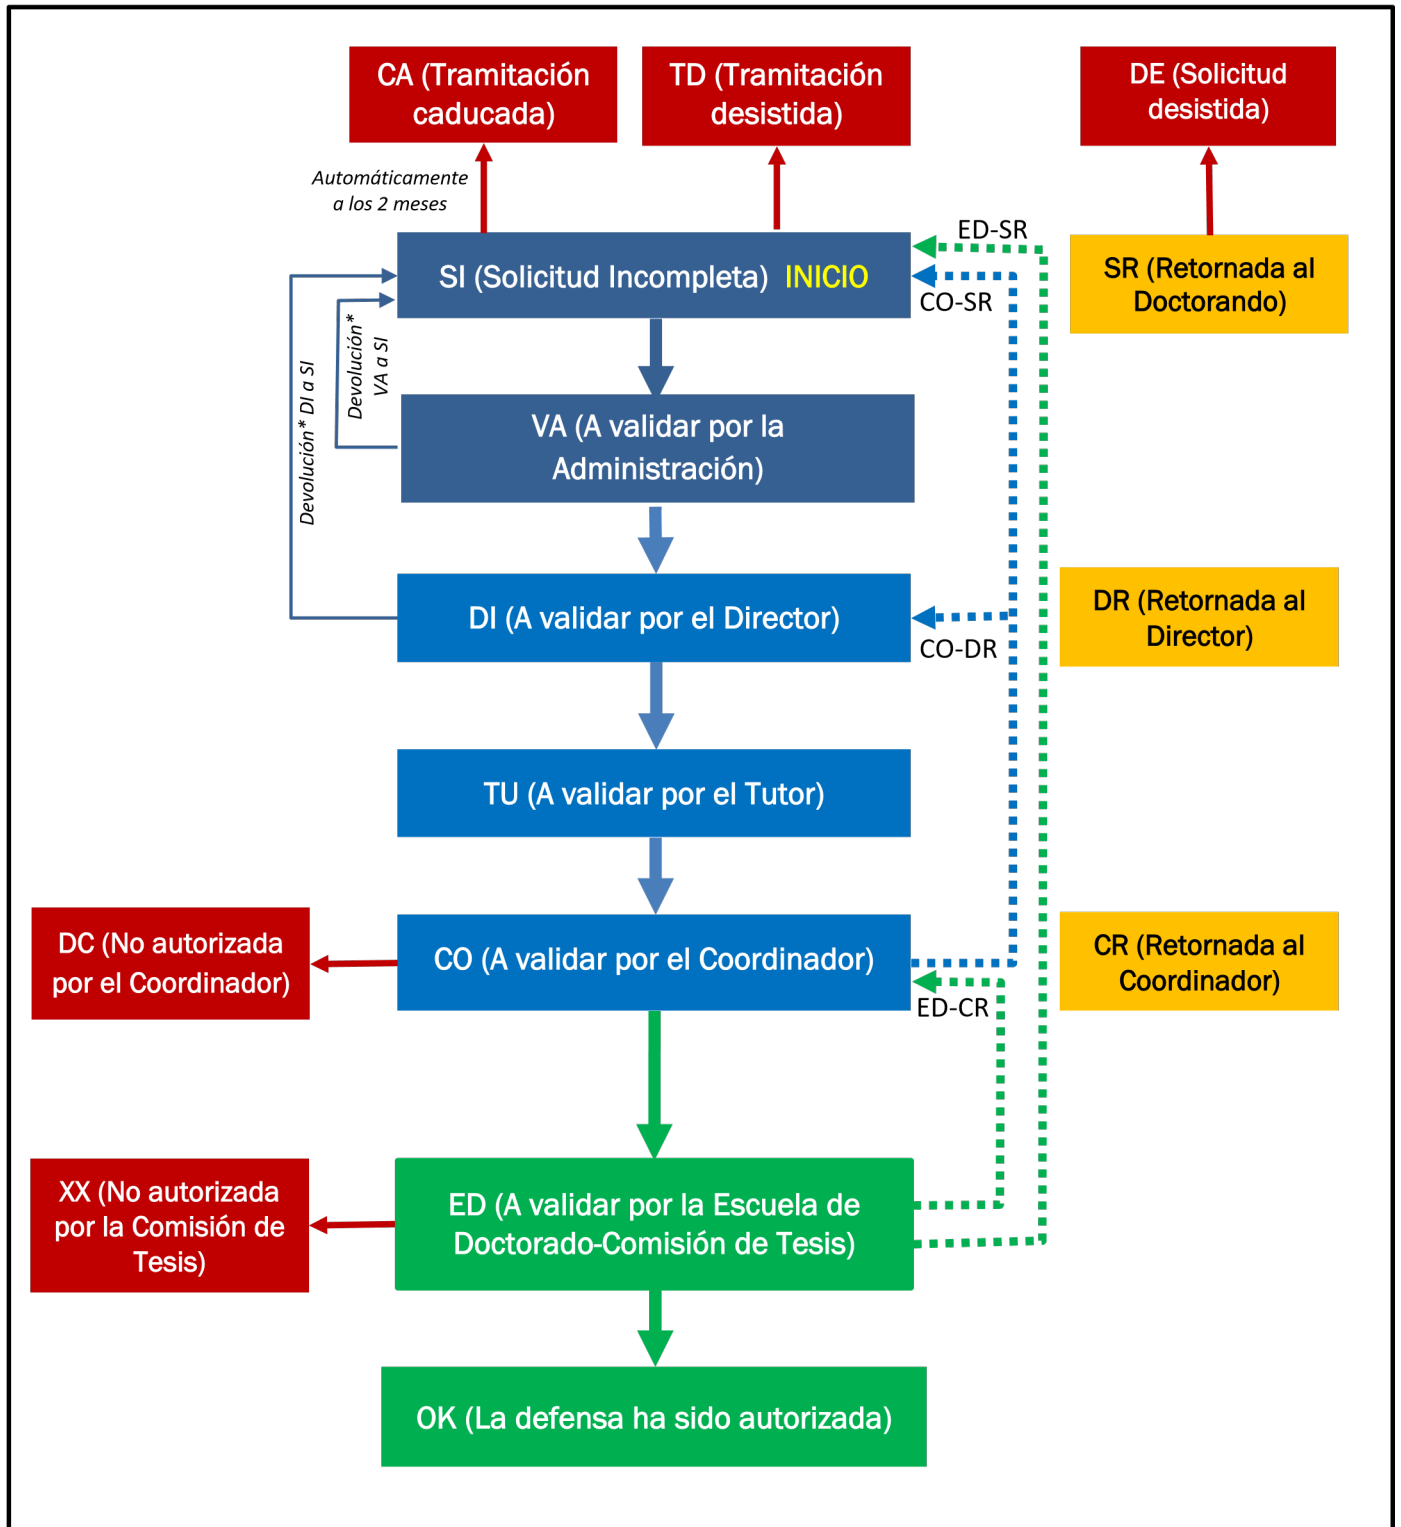 CA (Tramitación
caducada)
TD (Tramitación
desistida)
DE (Solicitud
desistida)
Automáticamente
a los 2 meses
ED-SR
SI (Solicitud Incompleta) INICIO
CO-SR
SR (Retornada al
Doctorando)
Devolución* DI a SI
Devolución*
VA a SI
VA (A validar por la
Administración)
DI (A validar por el Director)
CO-DR
DR (Retornada al
Director)
TU (A validar por el Tutor)
DC (No autorizada
por el Coordinador)
CO (A validar por el Coordinador)
ED-CR
CR (Retornada al
Coordinador)
XX (No autorizada
por la Comisión de
Tesis)
ED (A validar por la Escuela de
Doctorado-Comisión de Tesis)
OK (La defensa ha sido autorizada)